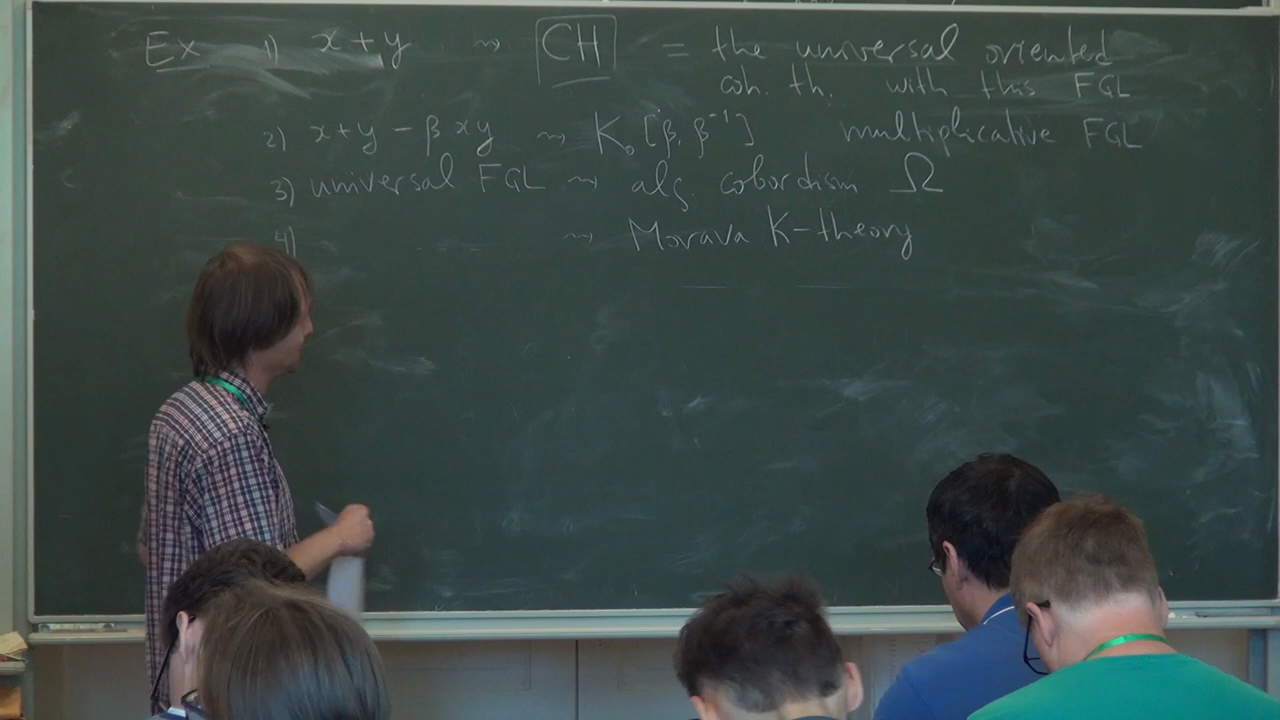 Ex 1) x+y ⇝ CH = the universal oriented
coh. th. with this FGL
2) x+y - β xy ⇝ K₀[β, β⁻¹] multiplicative FGL
3) universal FGL ⇝ alg cobordism Ω
4) ⇝ Morava K-theory